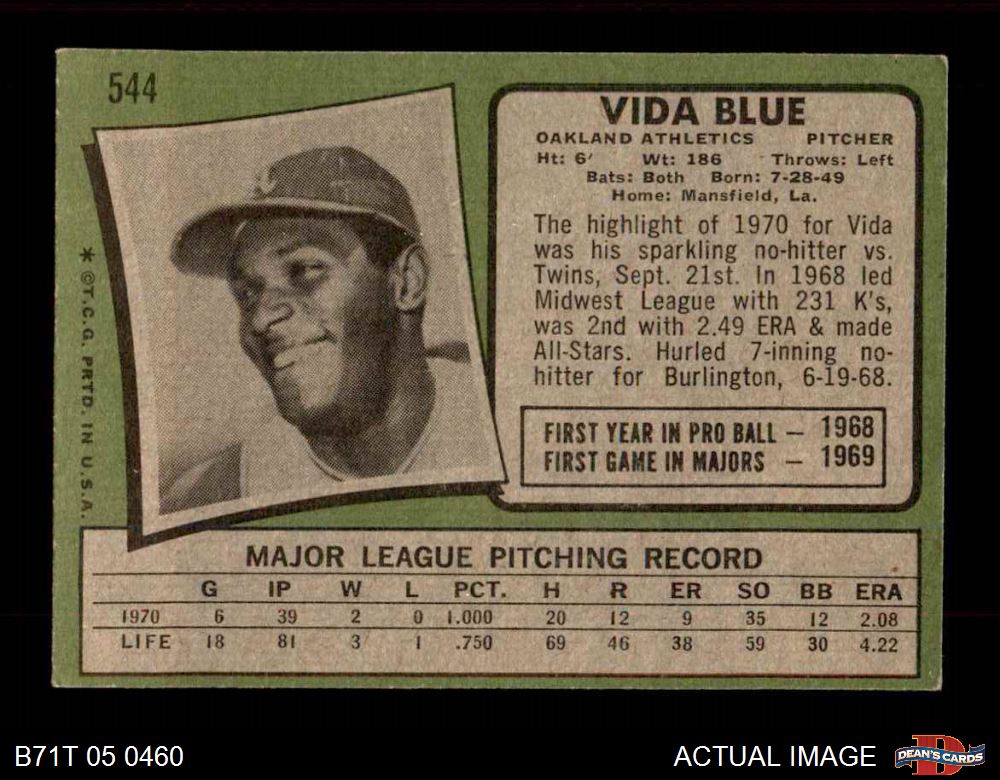 544
VIDA BLUE
OAKLAND ATHLETICS PITCHER
Ht: 6' Wt: 186 Throws: Left
Bats: Both Born: 7-28-49
Home: Mansfield, La.
The highlight of 1970 for Vida
was his sparkling no-hitter vs.
Twins, Sept. 21st. In 1968 led
Midwest League with 231 K's,
was 2nd with 2.49 ERA & made
All-Stars. Hurled 7-inning no-
hitter for Burlington, 6-19-68.
FIRST YEAR IN PRO BALL — 1968
FIRST GAME IN MAJORS — 1969
* ©T.C.G. PRTD. IN U.S.A.
MAJOR LEAGUE PITCHING RECORD
G IP W L PCT. H R ER SO BB ERA
1970 6 39 2 0 1.000 20 12 9 35 12 2.08
LIFE 18 81 3 1 .750 69 46 38 59 30 4.22
B71T 05 0460
ACTUAL IMAGE
DEAN'S CARDS